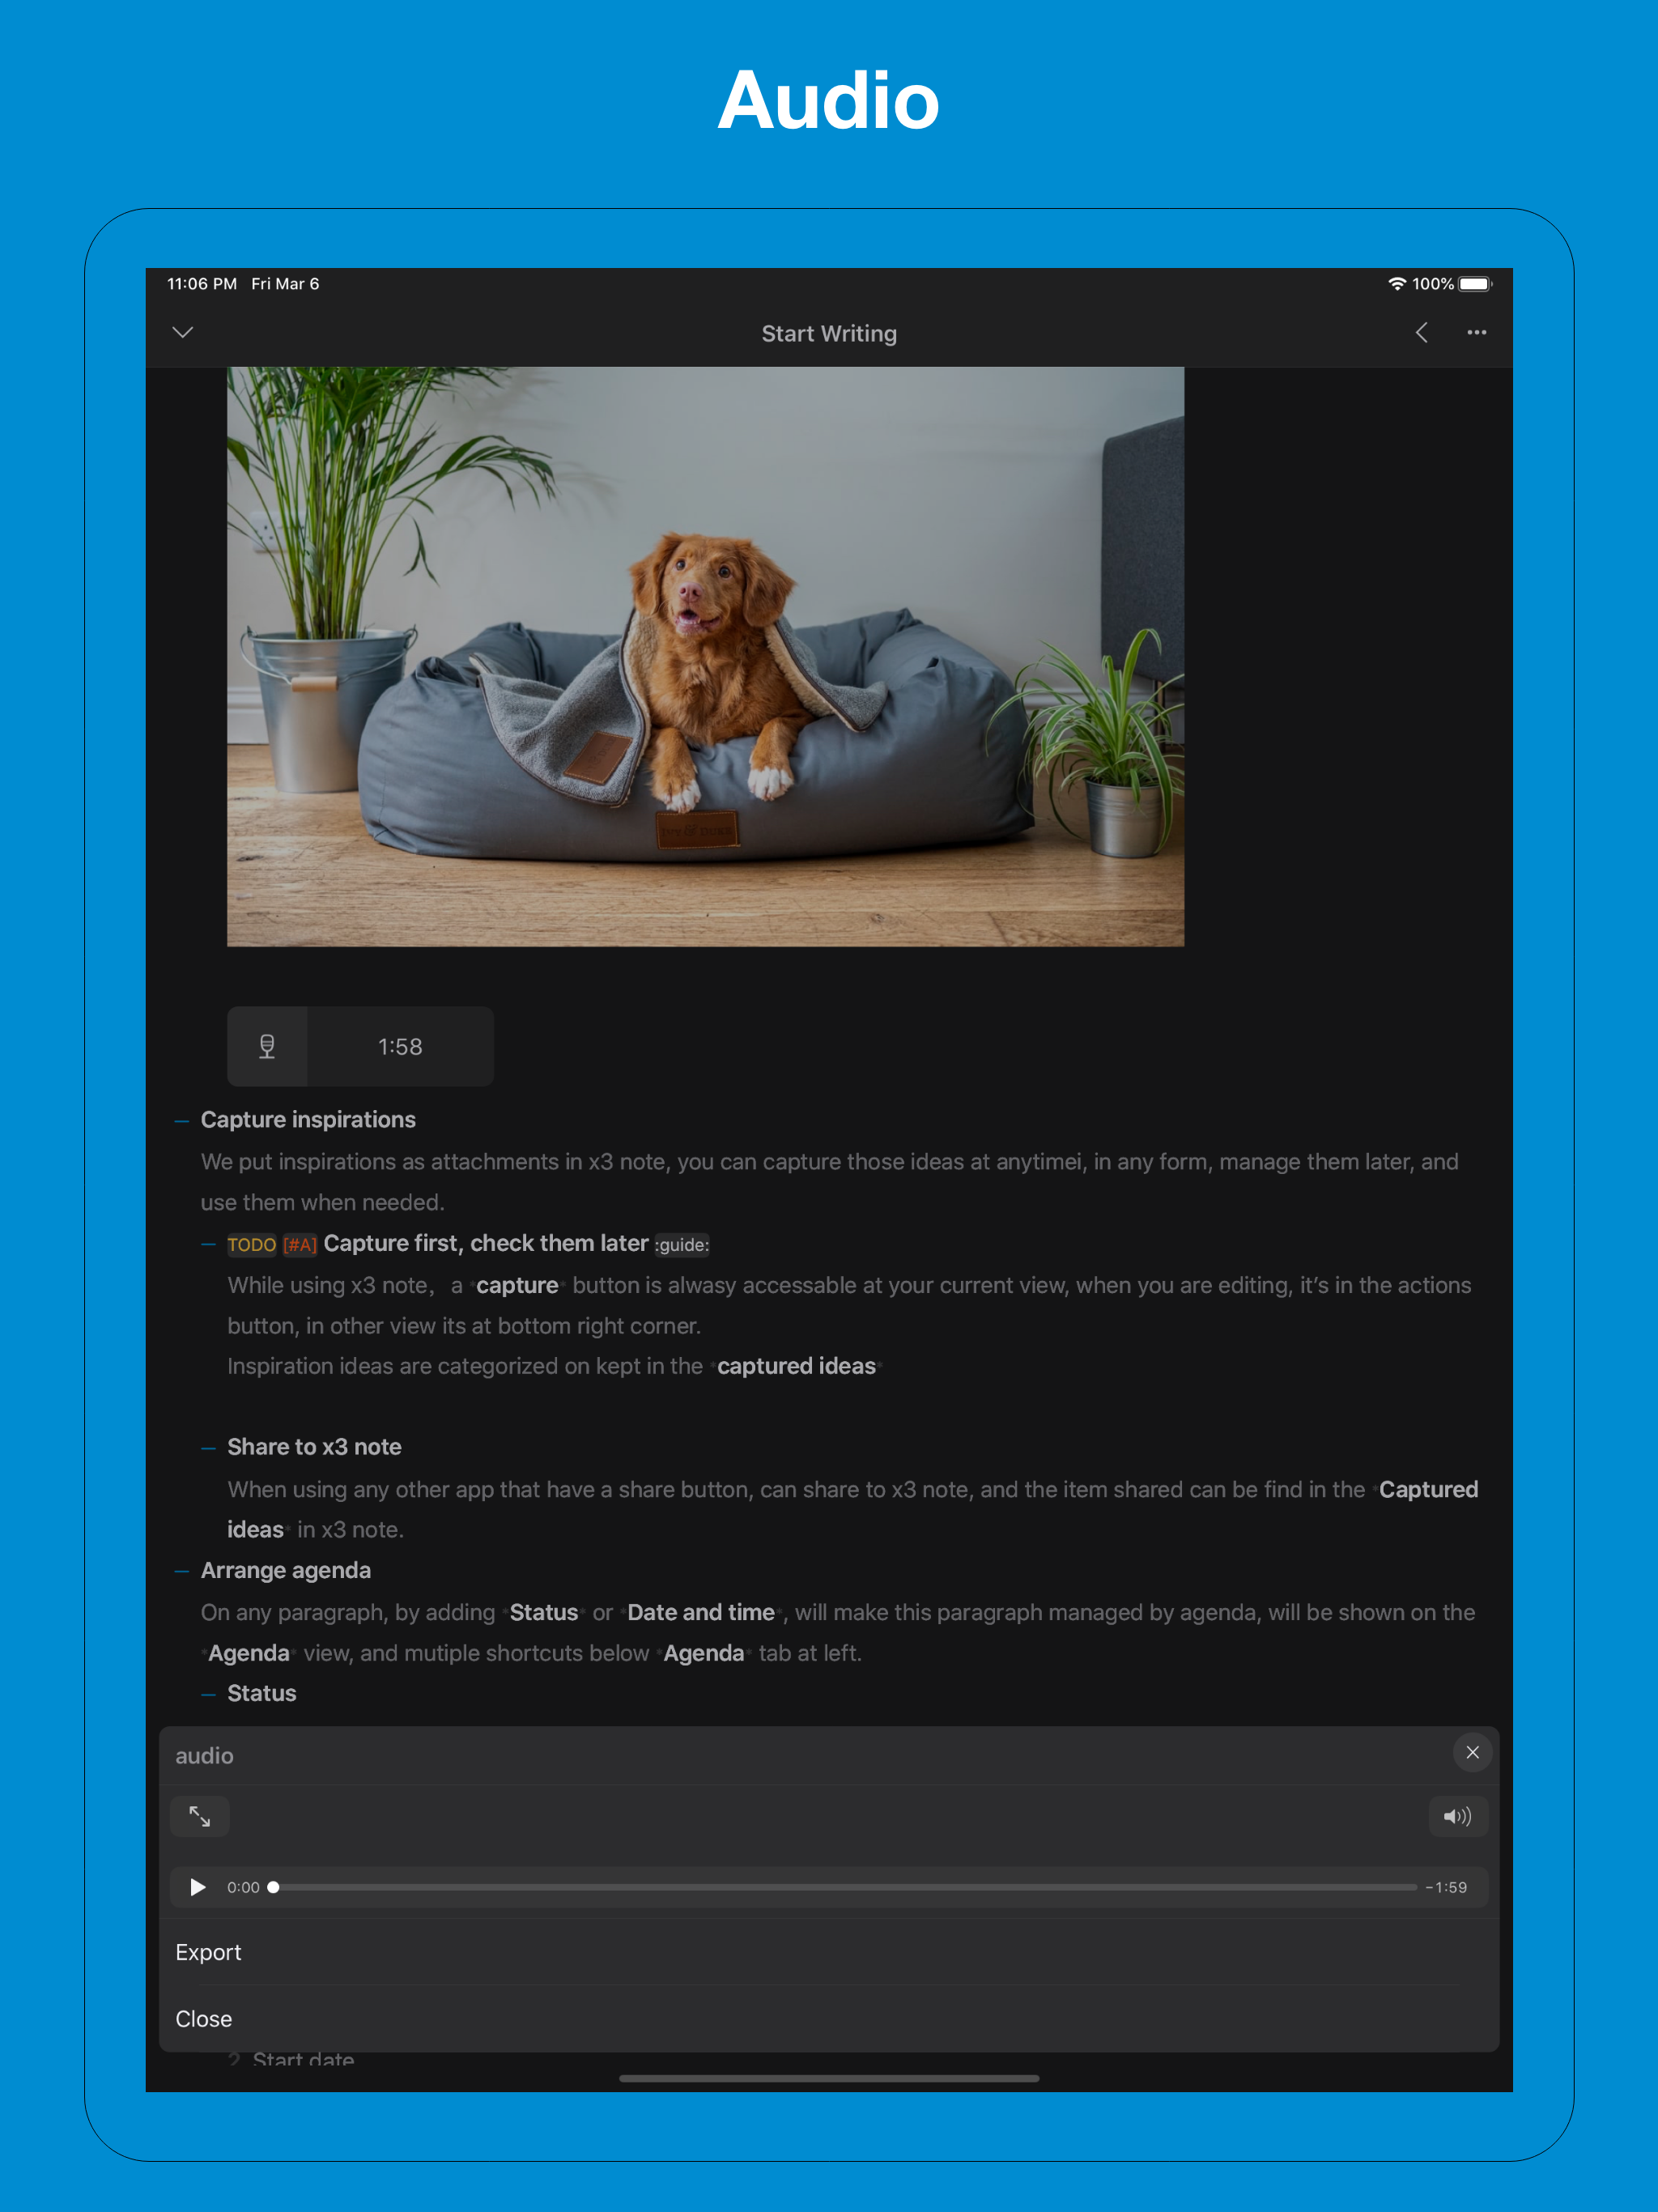 Audio
11:06 PM Fri Mar 6
100%
Start Writing
1:58
Capture inspirations
We put inspirations as attachments in x3 note, you can capture those ideas at anytimei, in any form, manage them later, and
use them when needed.
TODO [#A] Capture first, check them later :guide:
While using x3 note， a *capture* button is alwasy accessable at your current view, when you are editing, it’s in the actions
button, in other view its at bottom right corner.
Inspiration ideas are categorized on kept in the *captured ideas*
Share to x3 note
When using any other app that have a share button, can share to x3 note, and the item shared can be find in the *Captured
ideas* in x3 note.
Arrange agenda
On any paragraph, by adding *Status* or *Date and time*, will make this paragraph managed by agenda, will be shown on the
*Agenda* view, and mutiple shortcuts below *Agenda* tab at left.
Status
audio
0:00
-1:59
Export
Close
2 Start date